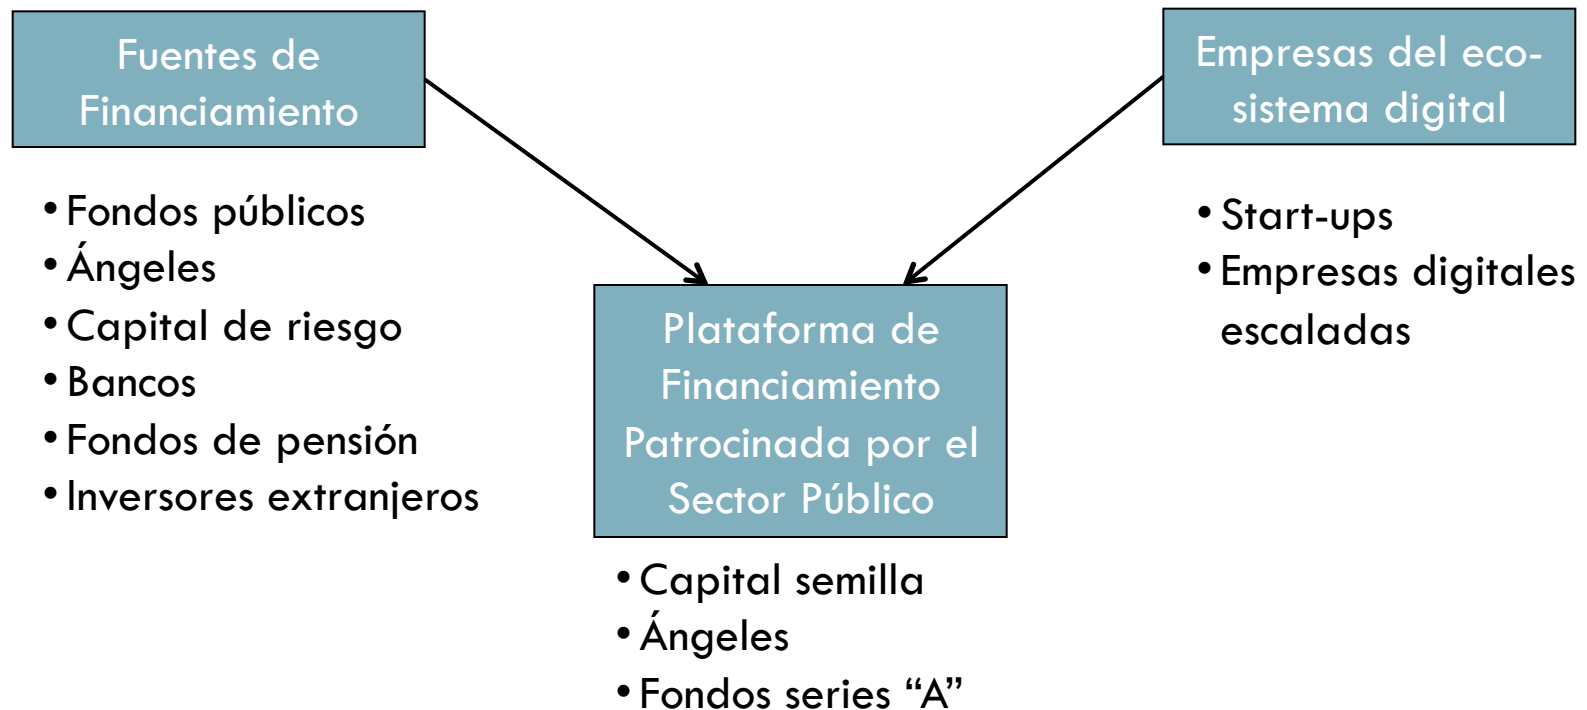 Fuentes de
Financiamiento
• Fondos públicos
• Ángeles
• Capital de riesgo
• Bancos
• Fondos de pensión
• Inversores extranjeros
Empresas del eco-
sistema digital
• Start-ups
• Empresas digitales
escaladas
Plataforma de
Financiamiento
Patrocinada por el
Sector Público
• Capital semilla
• Ángeles
• Fondos series “A”